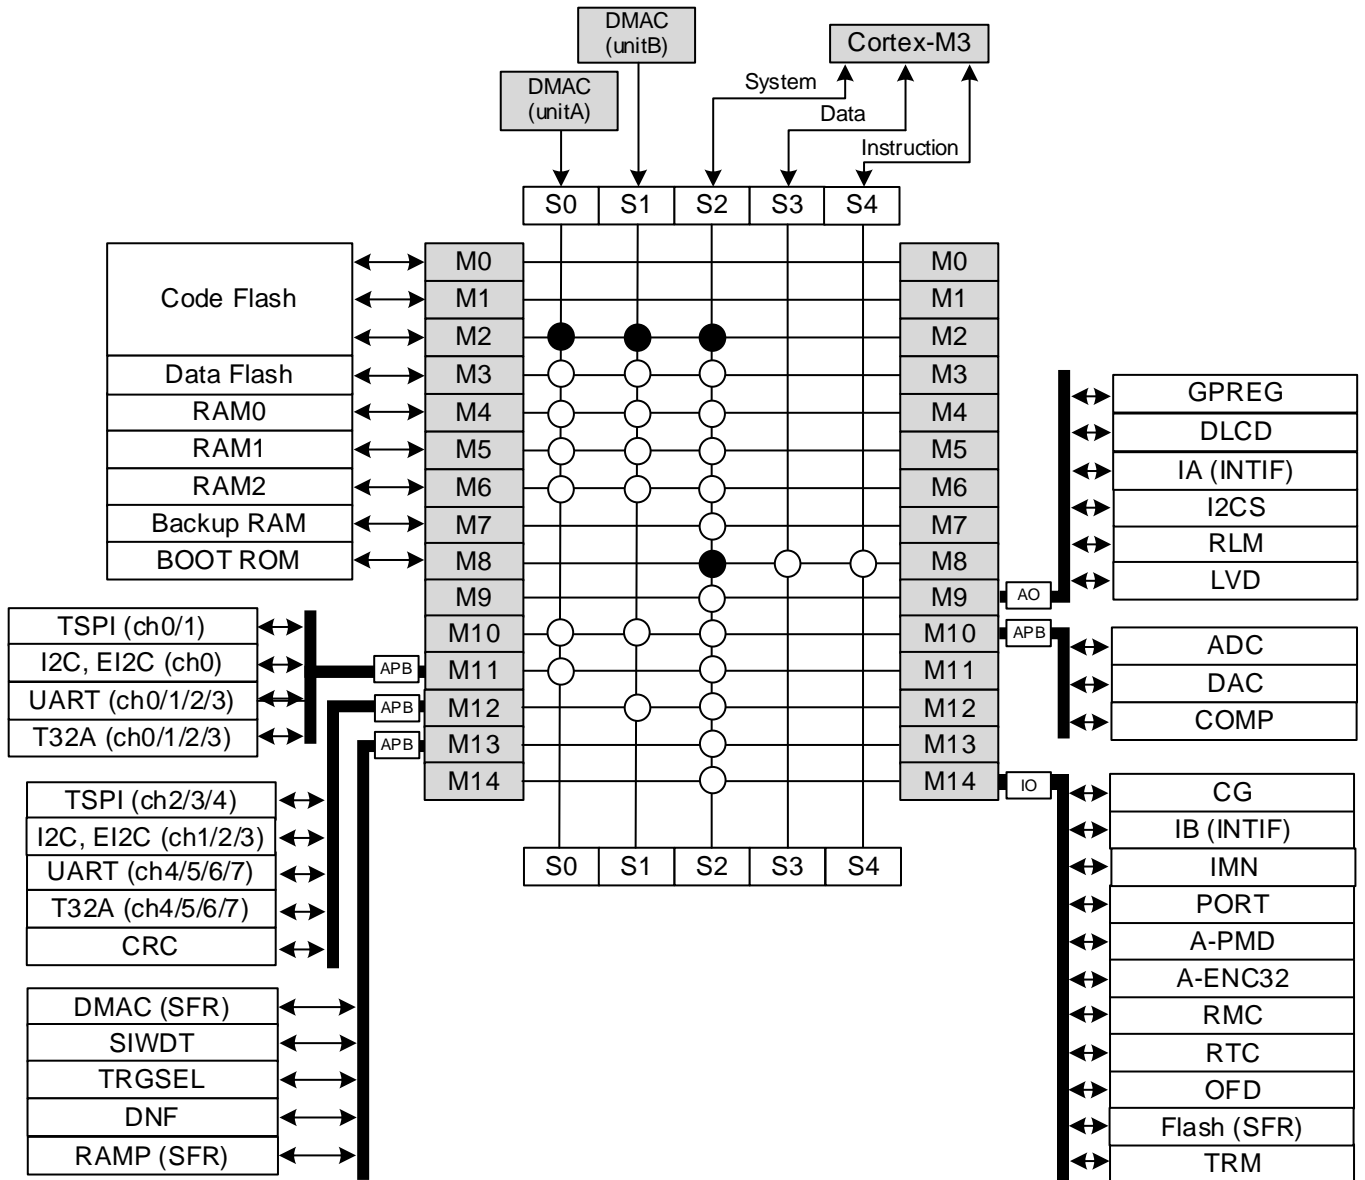 DMAC
(unitB)
Cortex-M3
DMAC
(unitA)
System
Data
Instruction
S0 S1 S2 S3 S4
Code Flash
M0 M0
M1 M1
M2 M2
Data Flash M3 M3
RAM0 M4 M4
RAM1 M5 M5
RAM2 M6 M6
Backup RAM M7 M7
BOOT ROM M8 M8
M9 M9 AO
M10 M10 APB
APB M11 M11
APB M12 M12
APB M13 M13
M14 M14 IO
S0 S1 S2 S3 S4
TSPI (ch0/1)
I2C, EI2C (ch0)
UART (ch0/1/2/3)
T32A (ch0/1/2/3)
TSPI (ch2/3/4)
I2C, EI2C (ch1/2/3)
UART (ch4/5/6/7)
T32A (ch4/5/6/7)
CRC
DMAC (SFR)
SIWDT
TRGSEL
DNF
RAMP (SFR)
GPREG
DLCD
IA (INTIF)
I2CS
RLM
LVD
ADC
DAC
COMP
CG
IB (INTIF)
IMN
PORT
A-PMD
A-ENC32
RMC
RTC
OFD
Flash (SFR)
TRM